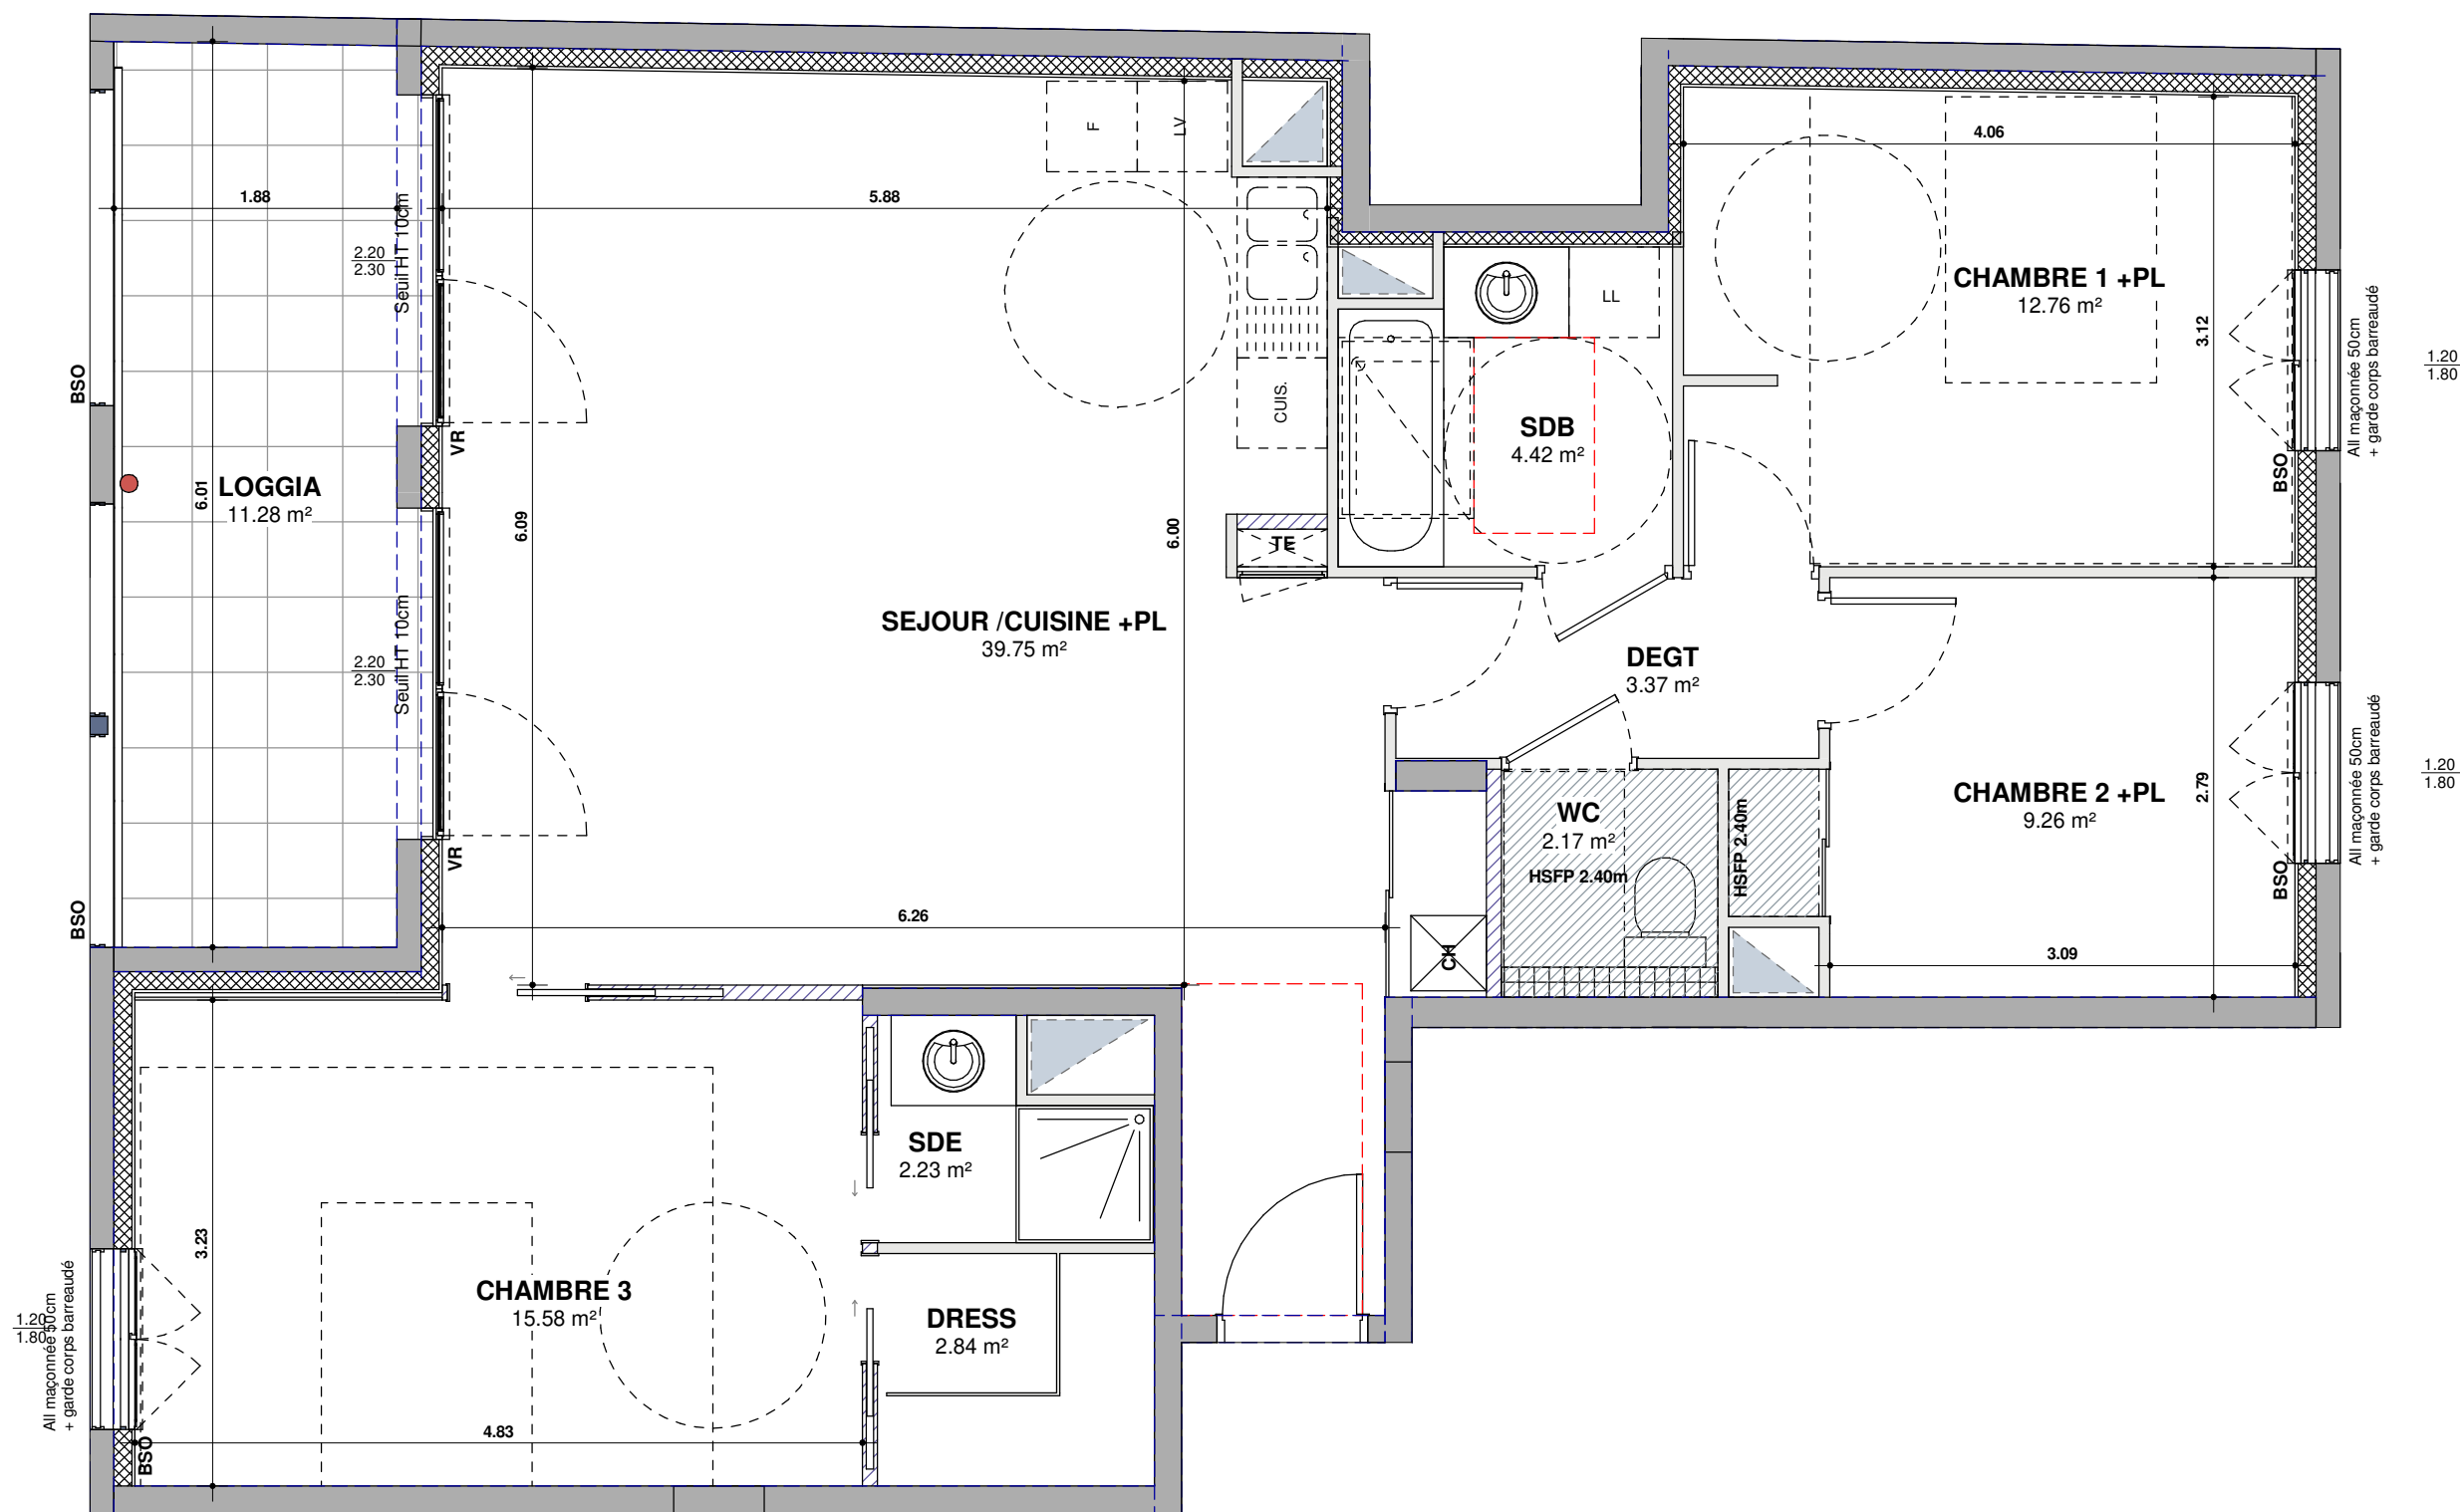 F
LV
4.06
1.88
5.88
2.20
2.30
Seuil HT 10cm
CHAMBRE 1 +PL
12.76 m²
LL
3.12
All maçonnée 50cm
+ garde corps barreaudé
1.20
1.80
BSO
CUIS.
SDB
4.42 m²
VR
BSO
LOGGIA
11.28 m²
6.01
6.09
6.00
TE
SEJOUR /CUISINE +PL
39.75 m²
2.20
2.30
Seuil HT 10cm
DEGT
3.37 m²
CHAMBRE 2 +PL
9.26 m²
2.79
All maçonnée 50cm
+ garde corps barreaudé
1.20
1.80
WC
2.17 m²
HSFP 2.40m
HSFP 2.40m
VR
BSO
BSO
6.26
CH
3.09
SDE
2.23 m²
3.23
CHAMBRE 3
15.58 m²
DRESS
2.84 m²
1.20
1.80
All maçonnée 50cm
+ garde corps barreaudé
BSO
4.83